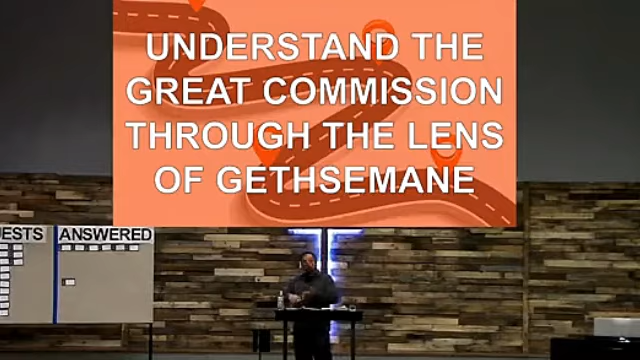 UNDERSTAND THE
GREAT COMMISSION
THROUGH THE LENS
OF GETHSEMANE
ESTS ANSWERED